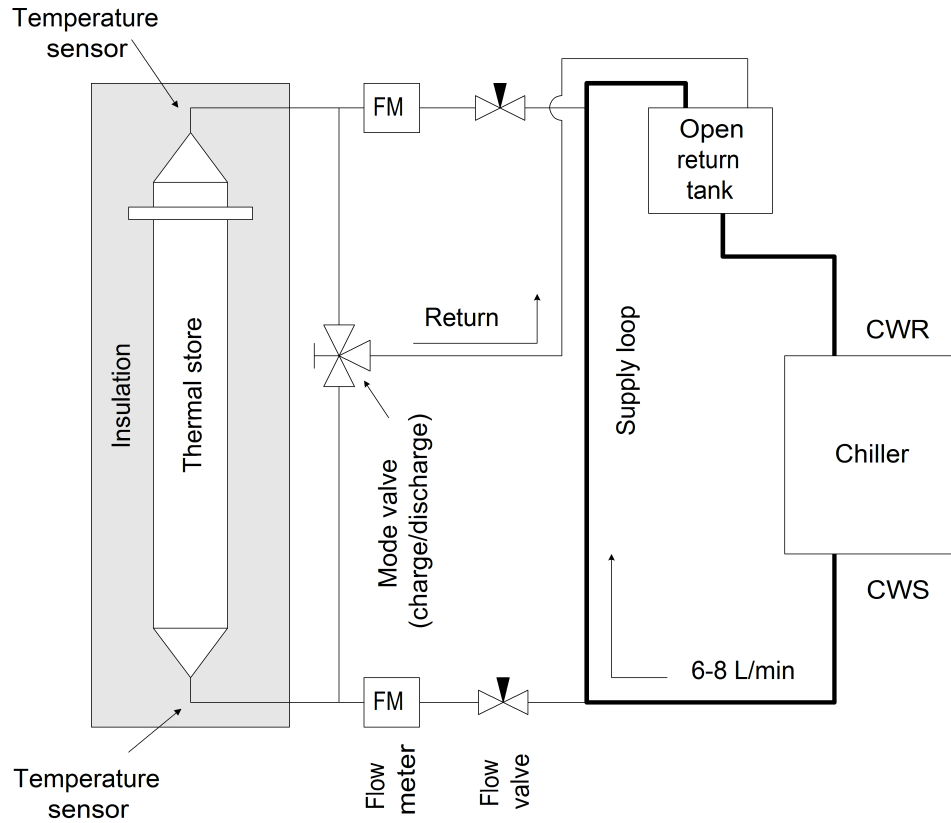 Temperature
sensor
FM
Open
return
tank
Return
Insulation
Thermal store
Supply loop
CWR
Chiller
Mode valve
(charge/discharge)
CWS
6-8 L/min
FM
Temperature
sensor
Flow
meter
Flow
valve